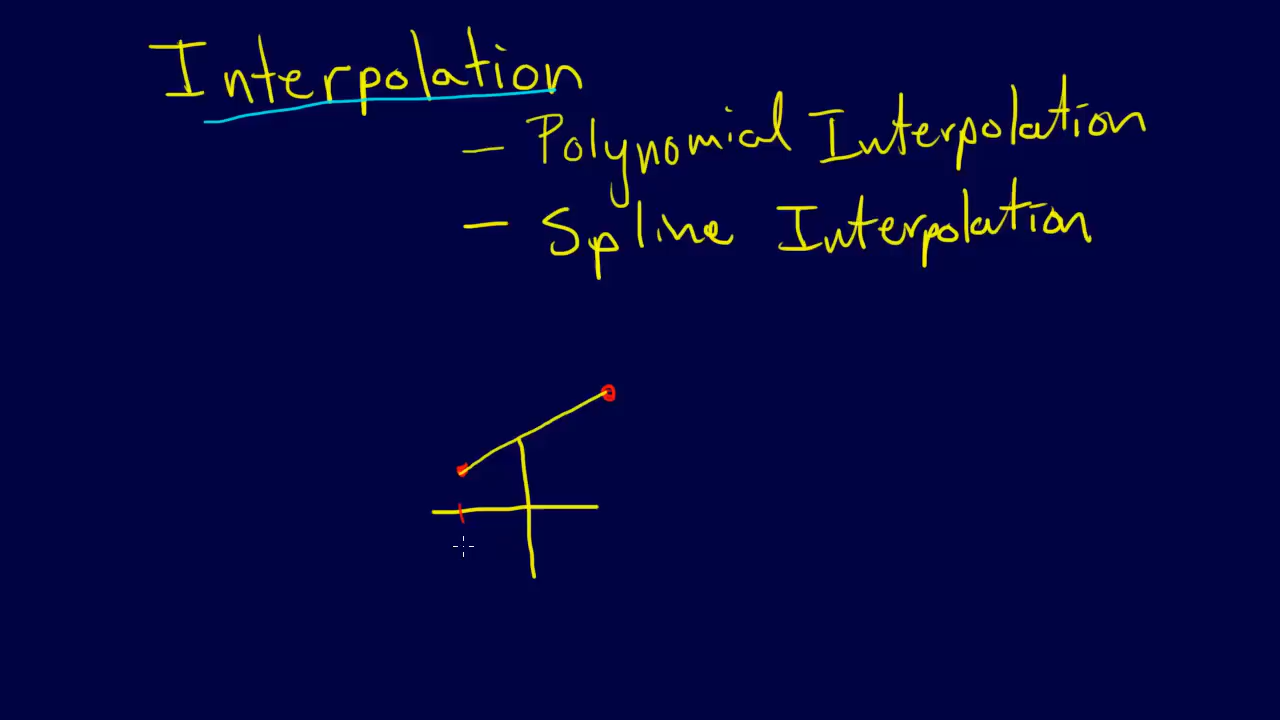 Interpolation
- Polynomial Interpolation
- Spline Interpolation